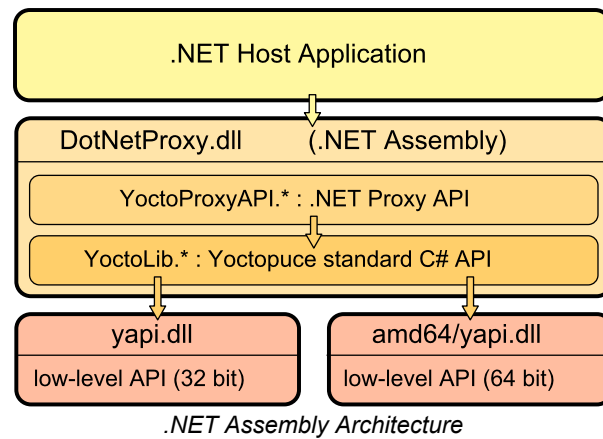 .NET Host Application
DotNetProxy.dll (.NET Assembly)
YoctoProxyAPI.* : .NET Proxy API
YoctoLib.* : Yoctopuce standard C# API
yapi.dll
low-level API (32 bit)
amd64/yapi.dll
low-level API (64 bit)
.NET Assembly Architecture